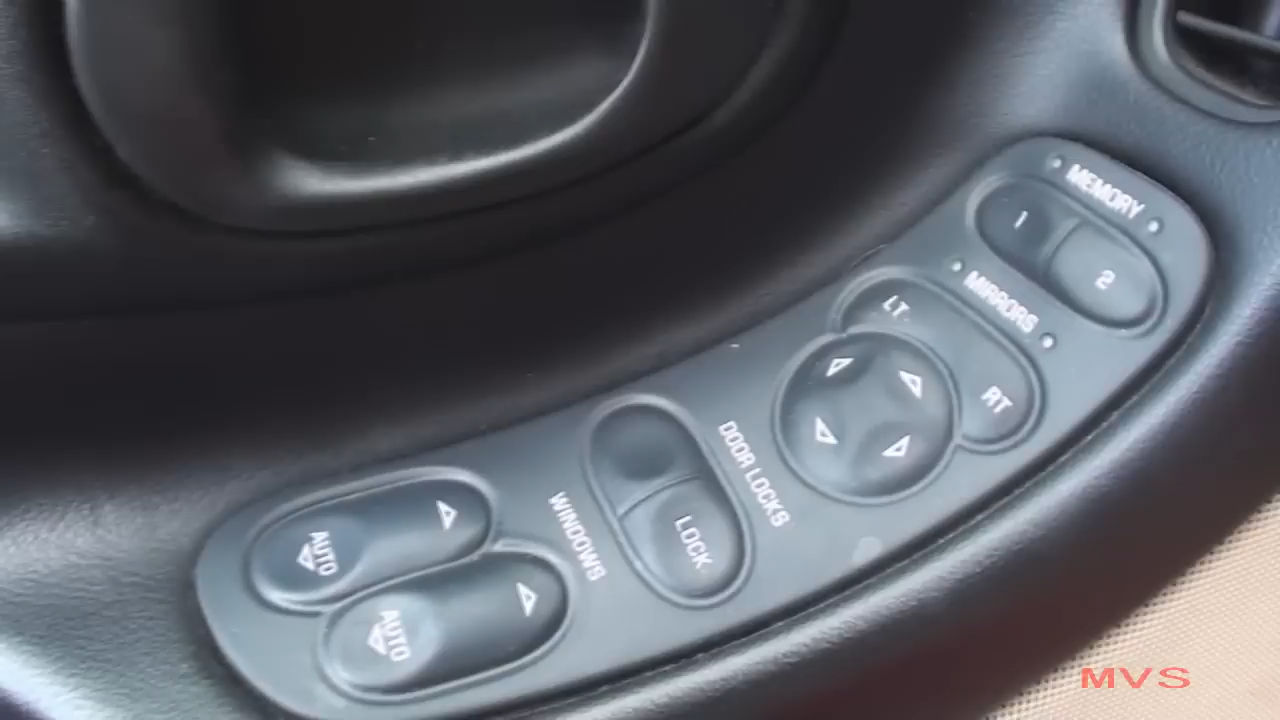 MEMORY
1
2
MIRRORS
LT.
RT
DOOR LOCKS
LOCK
WINDOWS
AUTO
AUTO
MVS